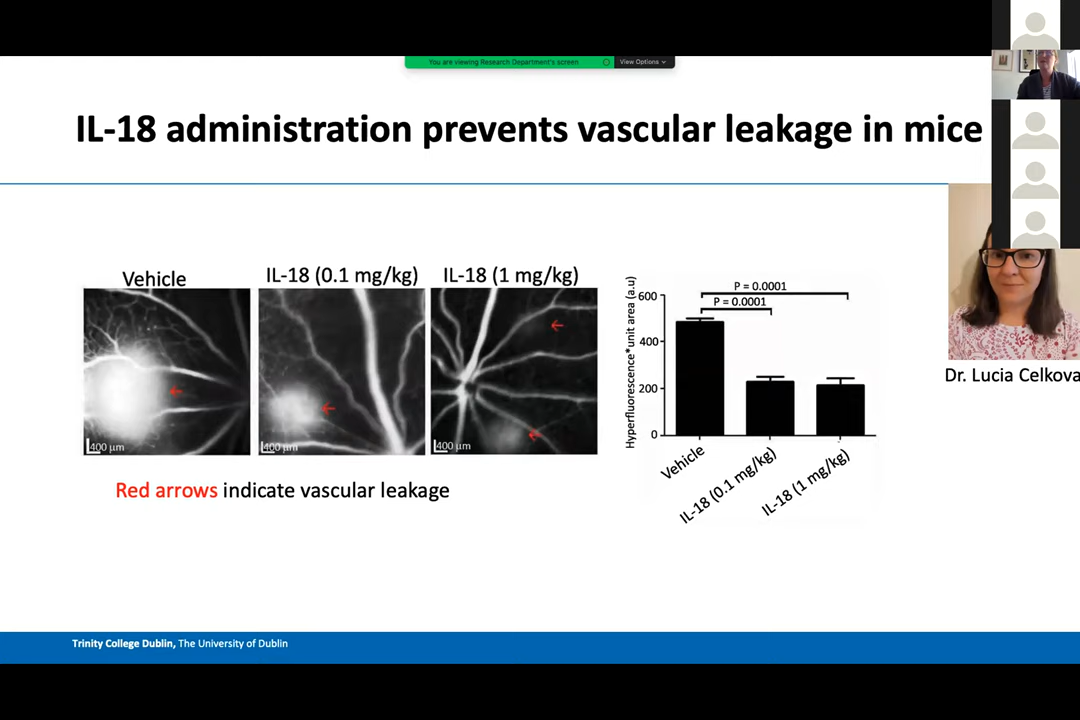 You are viewing Research Department's screen
View Options
IL-18 administration prevents vascular leakage in mice
Vehicle
IL-18 (0.1 mg/kg)
IL-18 (1 mg/kg)
400 µm
400 µm
400 µm
Red arrows indicate vascular leakage
Hyperfluorescence*unit area (a.u)
600
400
200
0
P = 0.0001
P = 0.0001
Vehicle
IL-18 (0.1 mg/kg)
IL-18 (1 mg/kg)
Dr. Lucia Celkova
Trinity College Dublin, The University of Dublin